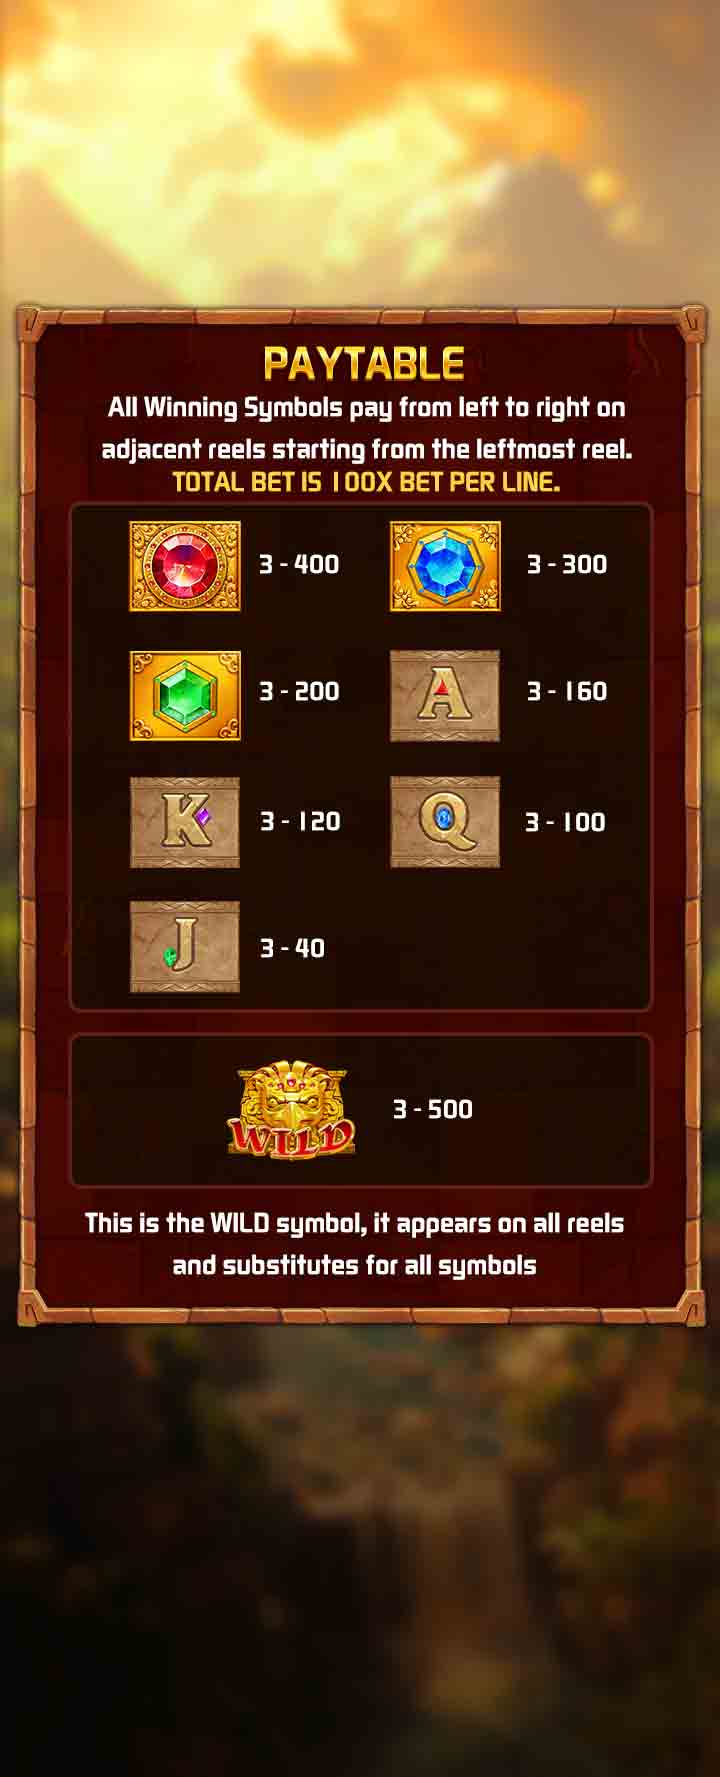 PAYTABLE
All Winning Symbols pay from left to right on
adjacent reels starting from the leftmost reel.
TOTAL BET IS 100X BET PER LINE.
3 - 400
3 - 300
3 - 200
A
3 - 160
K
3 - 120
Q
3 - 100
J
3 - 40
WILD
3 - 500
This is the WILD symbol, it appears on all reels
and substitutes for all symbols